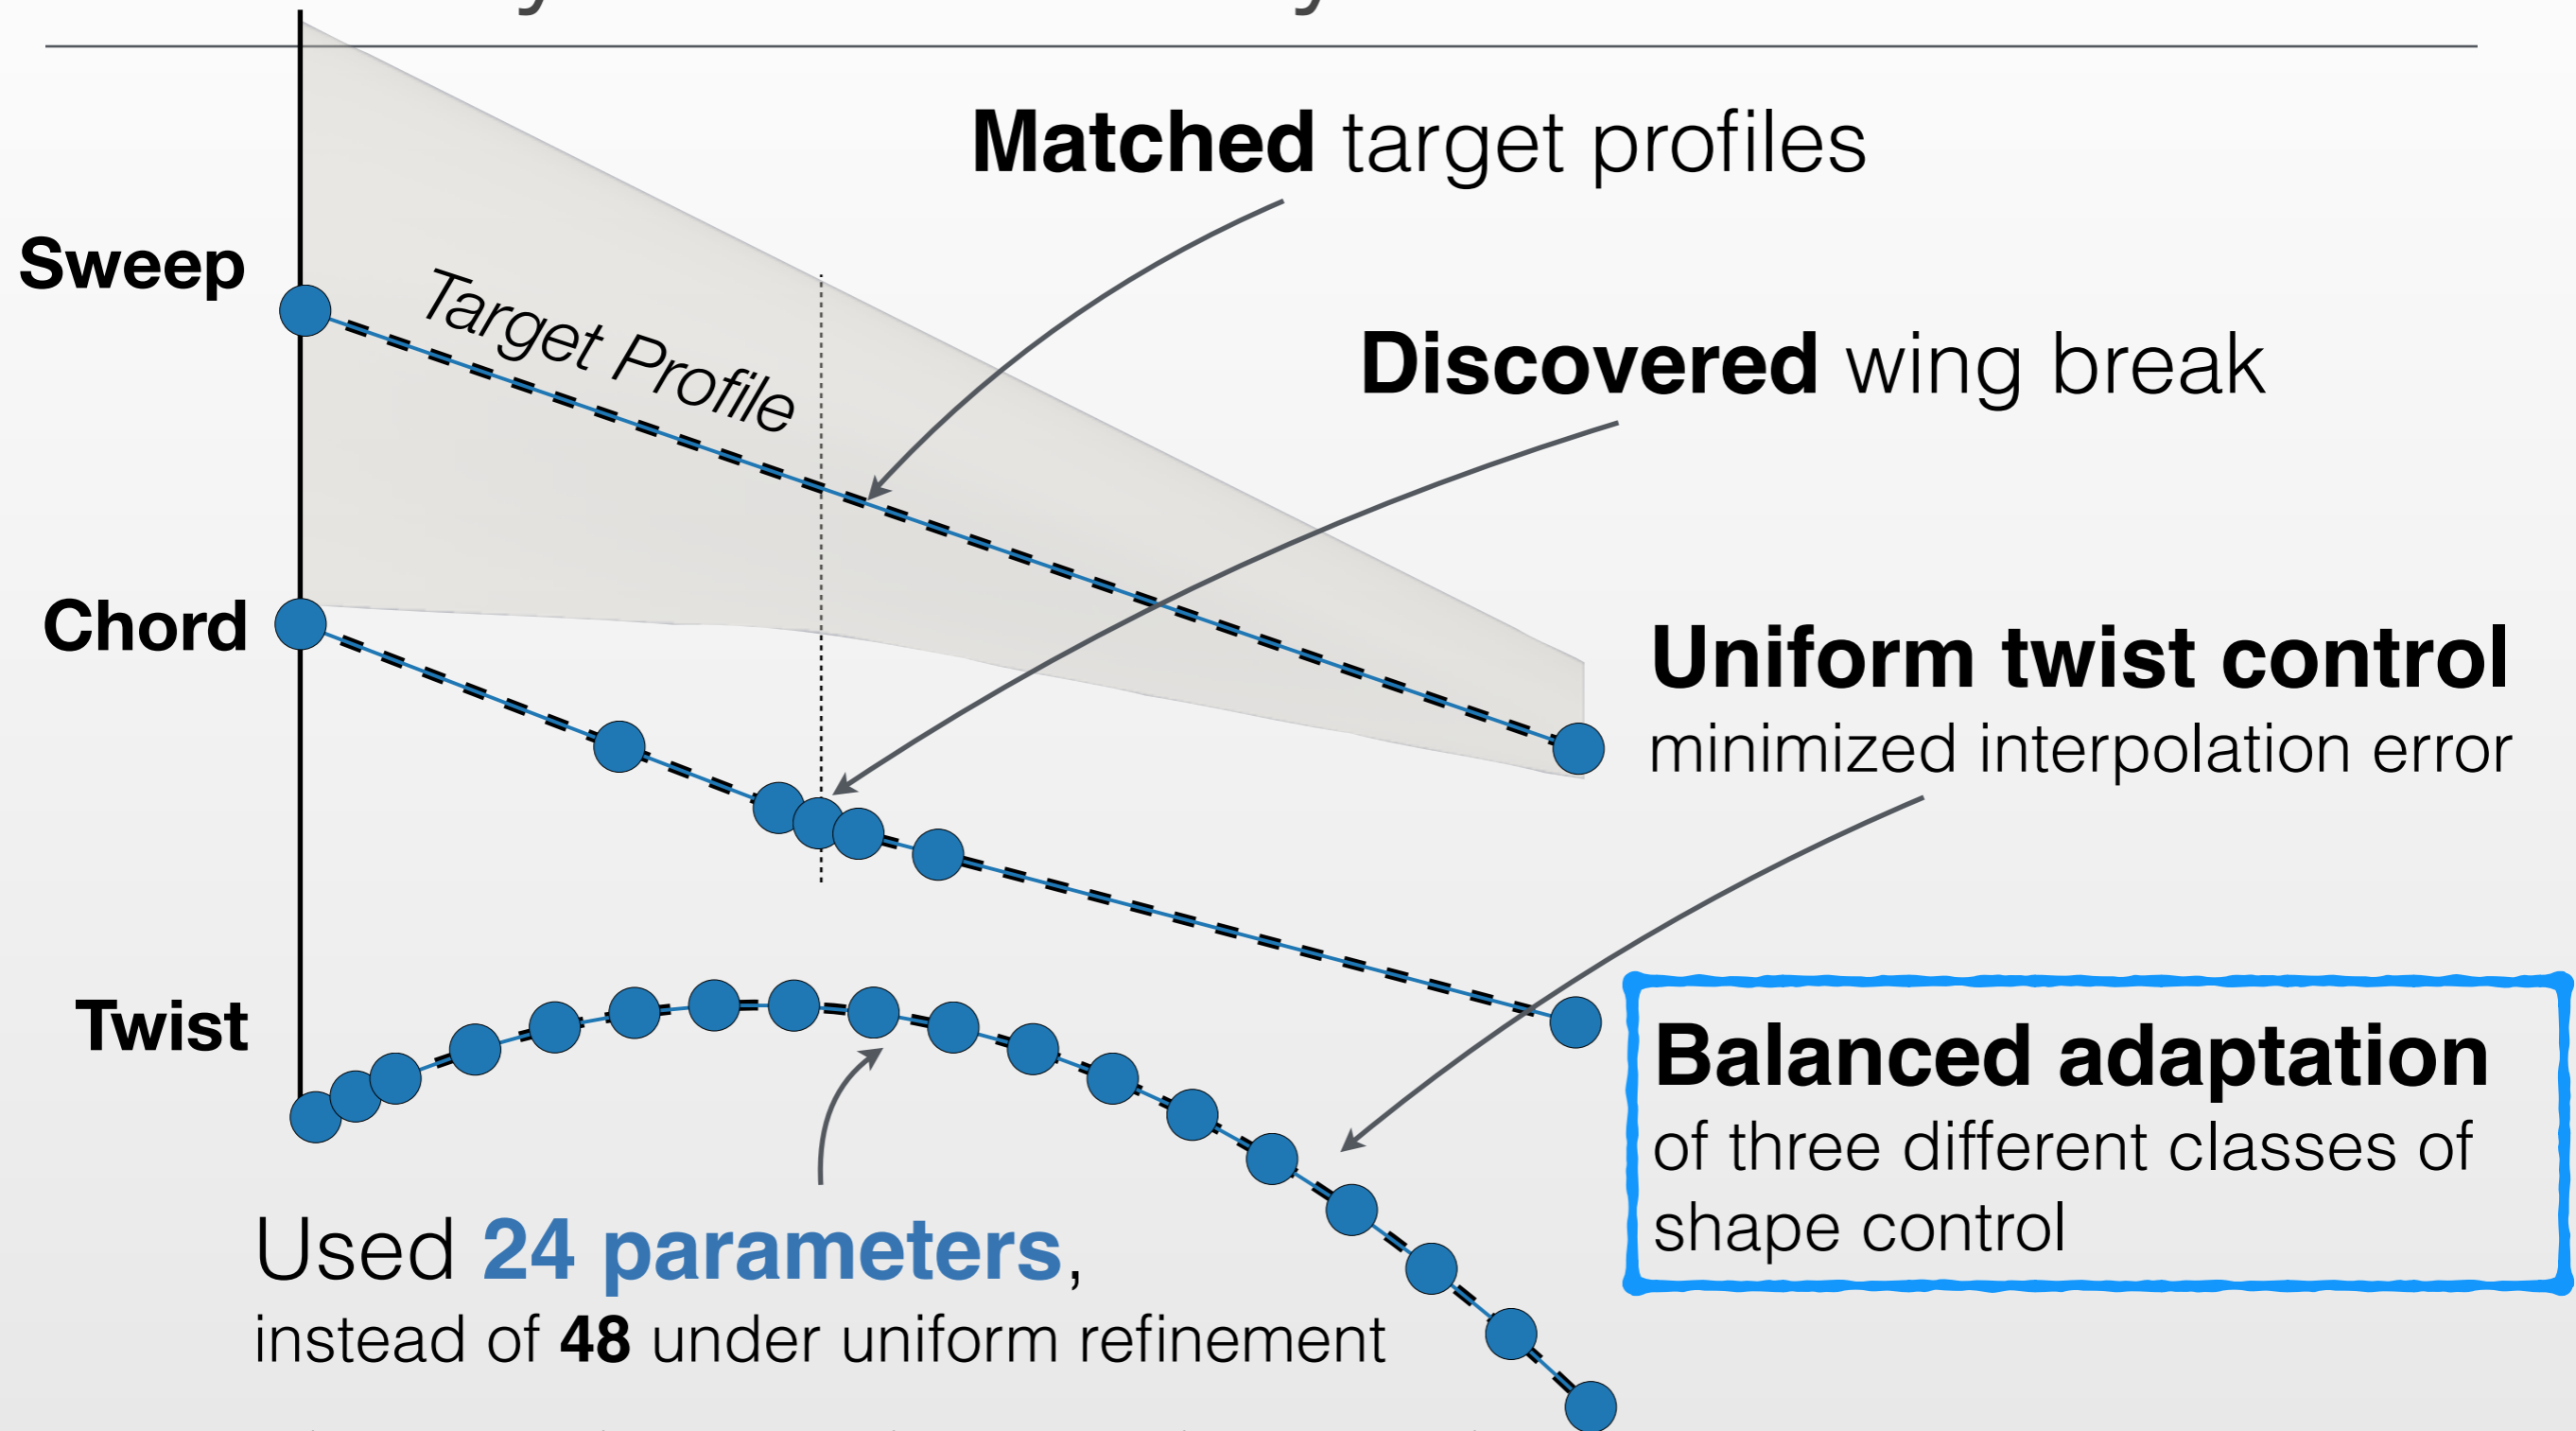 Matched target profiles
Sweep
Target Profile
Discovered wing break
Chord
Uniform twist control
minimized interpolation error
Twist
Balanced adaptation
of three different classes of
shape control
Used 24 parameters,
instead of 48 under uniform refinement